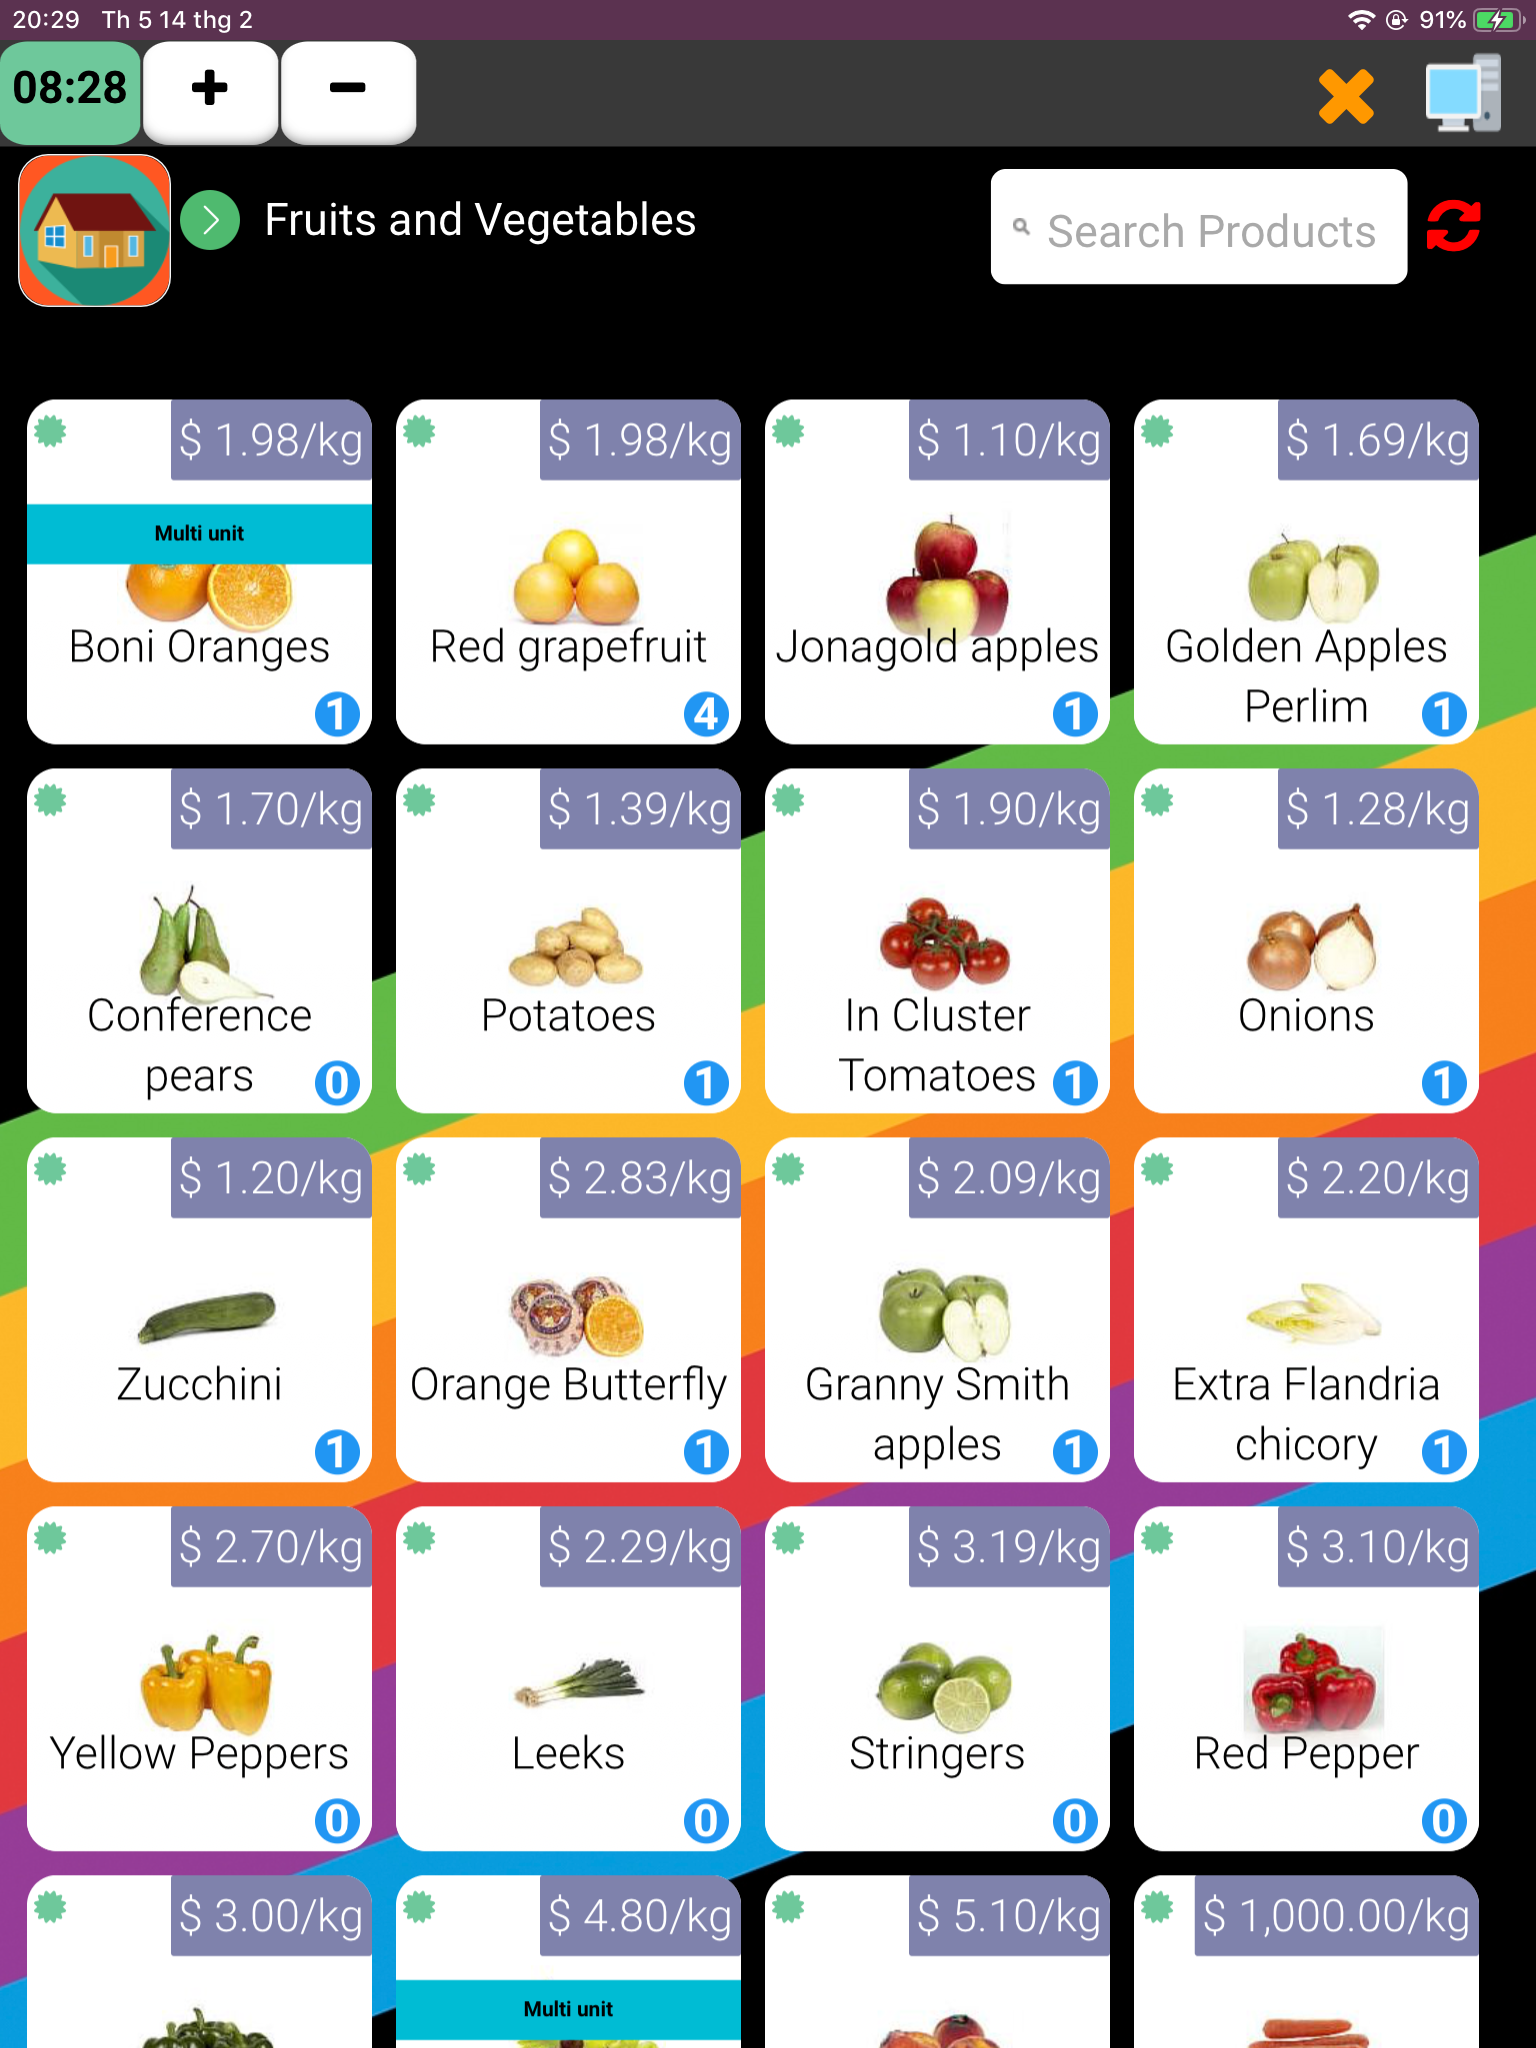 20:29 Th 5 14 thg 2 91%
08:28 + −
Fruits and Vegetables
Search Products
$ 1.98/kg
Multi unit
Boni Oranges
1
$ 1.98/kg
Red grapefruit
4
$ 1.10/kg
Jonagold apples
1
$ 1.69/kg
Golden Apples
Perlim
1
$ 1.70/kg
Conference
pears
0
$ 1.39/kg
Potatoes
1
$ 1.90/kg
In Cluster
Tomatoes
1
$ 1.28/kg
Onions
1
$ 1.20/kg
Zucchini
1
$ 2.83/kg
Orange Butterfly
1
$ 2.09/kg
Granny Smith
apples
1
$ 2.20/kg
Extra Flandria
chicory
1
$ 2.70/kg
Yellow Peppers
0
$ 2.29/kg
Leeks
0
$ 3.19/kg
Stringers
0
$ 3.10/kg
Red Pepper
0
$ 3.00/kg
$ 4.80/kg
Multi unit
$ 5.10/kg
$ 1,000.00/kg